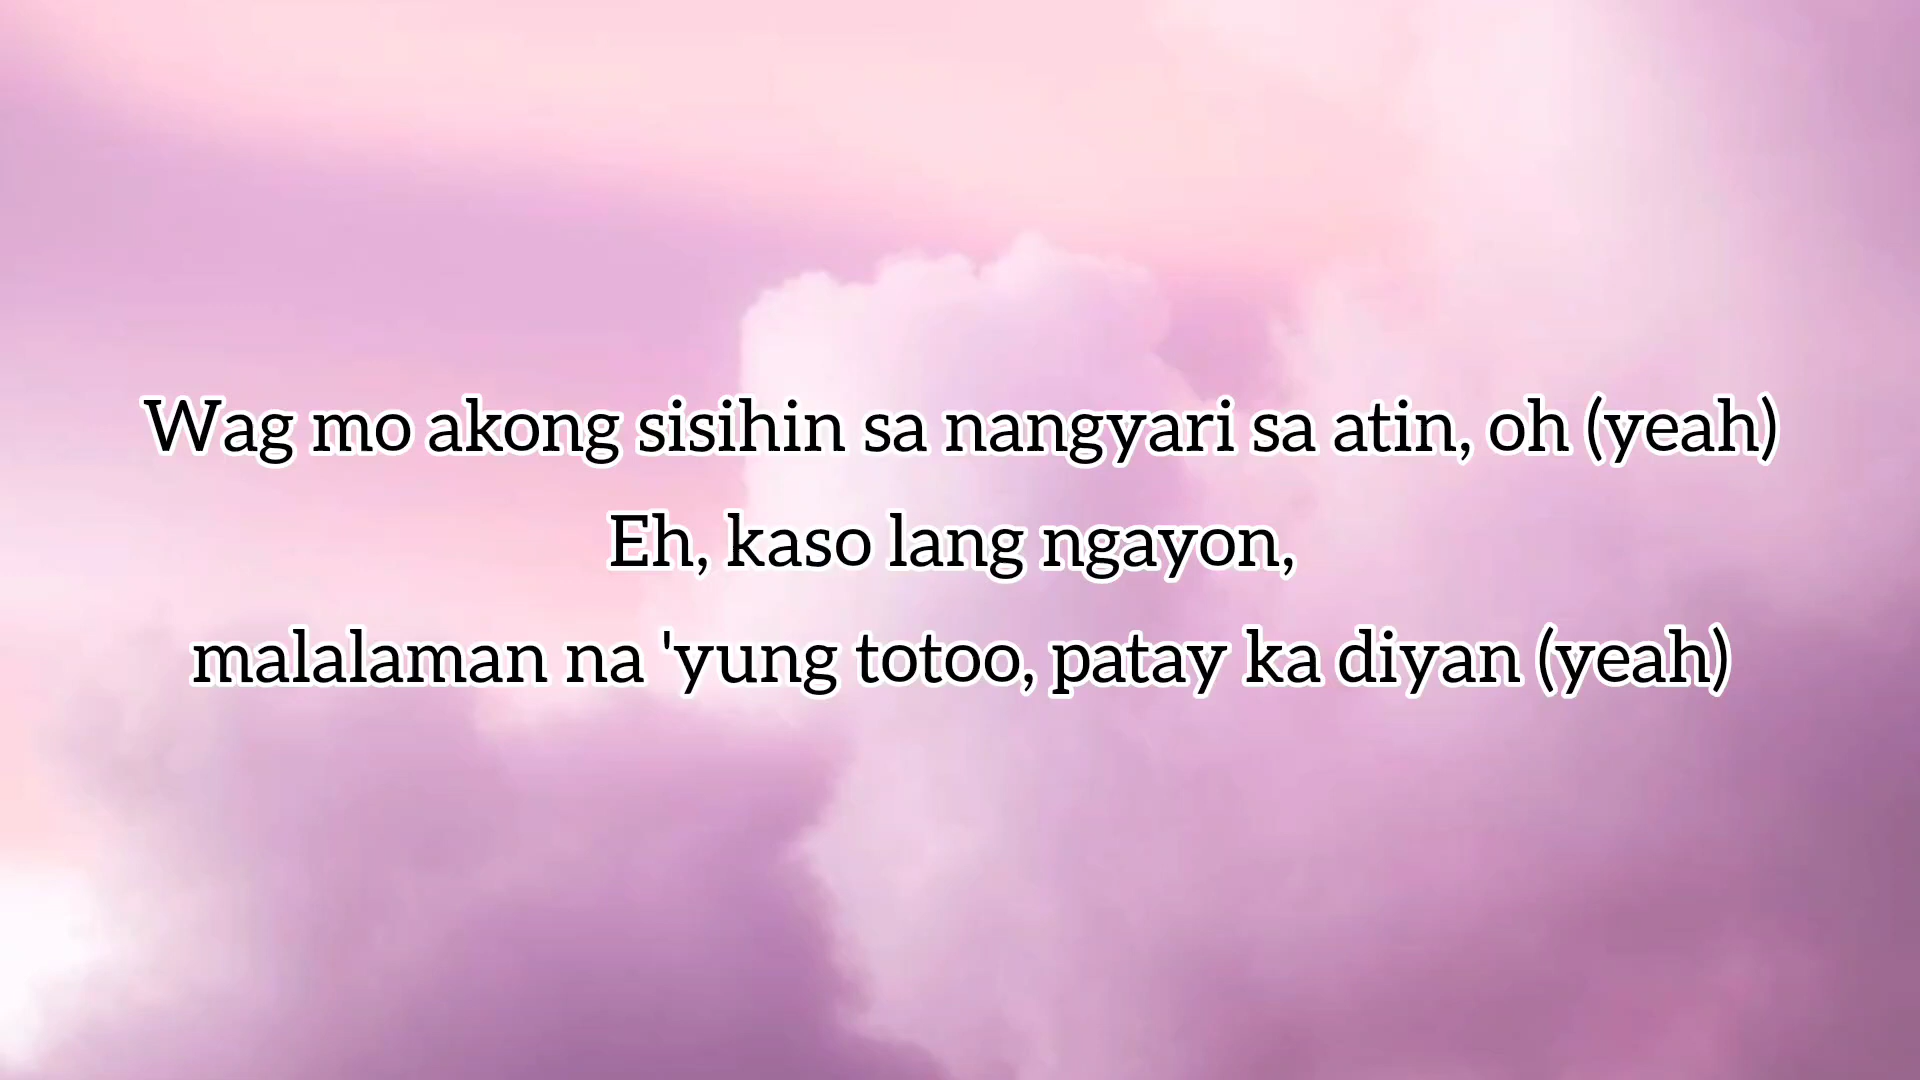 Wag mo akong sisihin sa nangyari sa atin, oh (yeah)
Eh, kaso lang ngayon,
malalaman na 'yung totoo, patay ka diyan (yeah)